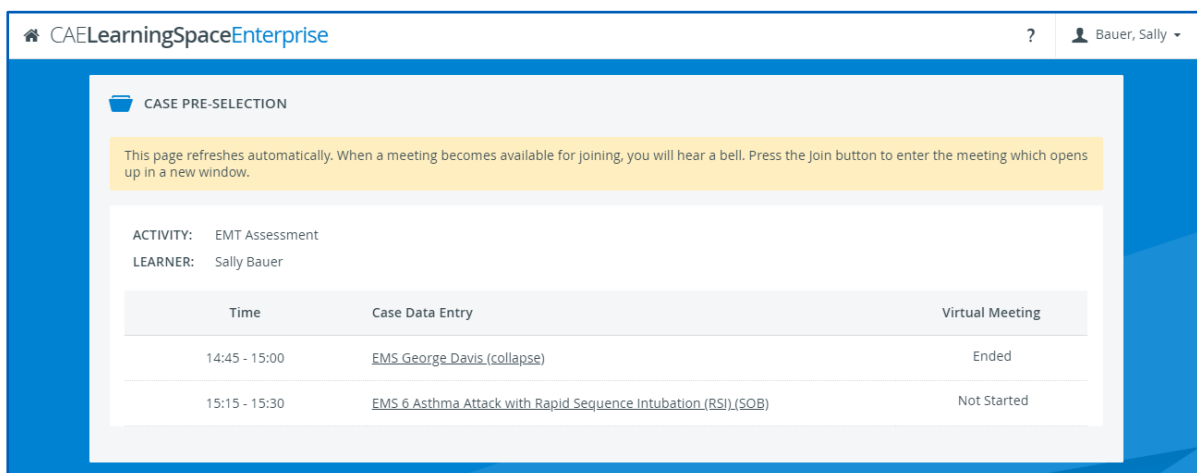 CAELearningSpaceEnterprise
? Bauer, Sally
CASE PRE-SELECTION
This page refreshes automatically. When a meeting becomes available for joining, you will hear a bell. Press the Join button to enter the meeting which opens
up in a new window.
ACTIVITY: EMT Assessment
LEARNER: Sally Bauer
Time Case Data Entry Virtual Meeting
14:45 - 15:00 EMS George Davis (collapse) Ended
15:15 - 15:30 EMS 6 Asthma Attack with Rapid Sequence Intubation (RSI) (SOB) Not Started